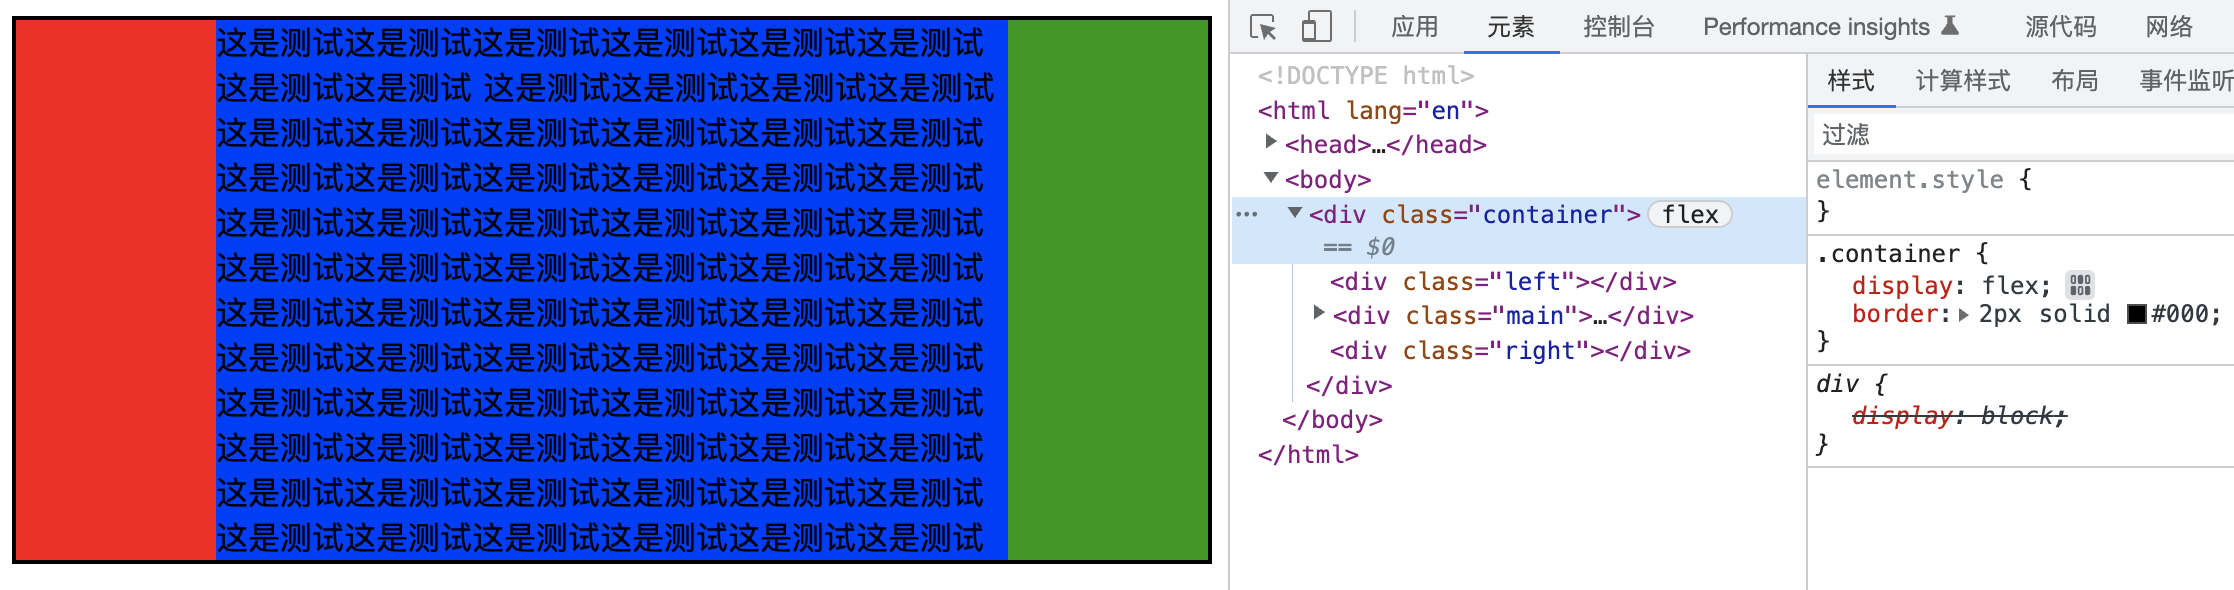 这是测试这是测试这是测试这是测试这是测试这是测试
这是测试这是测试 这是测试这是测试这是测试这是测试
这是测试这是测试这是测试这是测试这是测试这是测试
这是测试这是测试这是测试这是测试这是测试这是测试
这是测试这是测试这是测试这是测试这是测试这是测试
这是测试这是测试这是测试这是测试这是测试这是测试
这是测试这是测试这是测试这是测试这是测试这是测试
这是测试这是测试这是测试这是测试这是测试这是测试
这是测试这是测试这是测试这是测试这是测试这是测试
这是测试这是测试这是测试这是测试这是测试这是测试
这是测试这是测试这是测试这是测试这是测试这是测试
这是测试这是测试这是测试这是测试这是测试这是测试
应用 元素 控制台 Performance insights 源代码 网络
<!DOCTYPE html>
<html lang="en">
<head>…</head>
<body>
<div class="container"> flex
== $0
<div class="left"></div>
<div class="main">…</div>
<div class="right"></div>
</div>
</body>
</html>
样式 计算样式 布局 事件监听
过滤
element.style {
}
.container {
display: flex;
border: 2px solid #000;
}
div {
display: block;
}